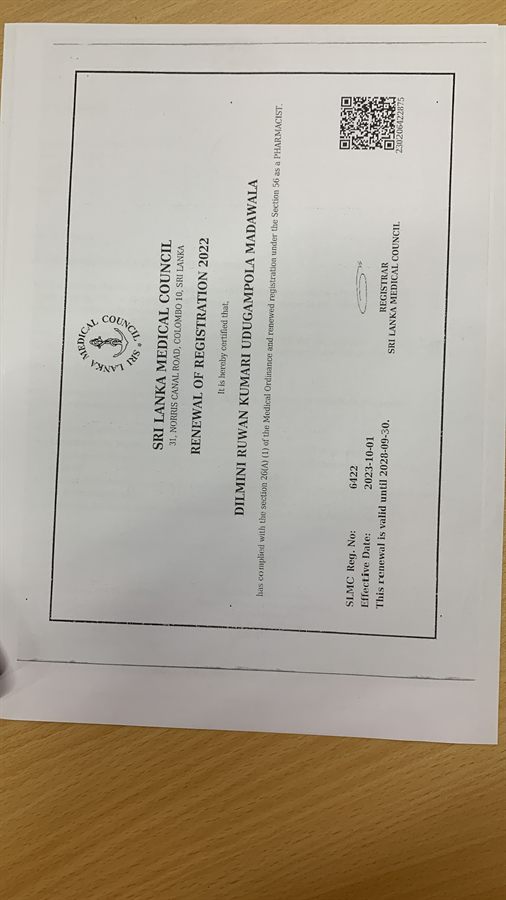 SRI LANKA MEDICAL COUNCIL *
SRI LANKA MEDICAL COUNCIL
31, NORRIS CANAL ROAD, COLOMBO 10, SRI LANKA
RENEWAL OF REGISTRATION 2022
It is hereby certified that,
DILMINI RUWAN KUMARI UDUGAMPOLA MADAWALA
has complied with the section 26(A) (1) of the Medical Ordinance and renewed registration under the Section 56 as a PHARMACIST.
SLMC Reg. No: 6422
Effective Date: 2023-10-01
This renewal is valid until 2028-09-30.
REGISTRAR
SRI LANKA MEDICAL COUNCIL
230206422875